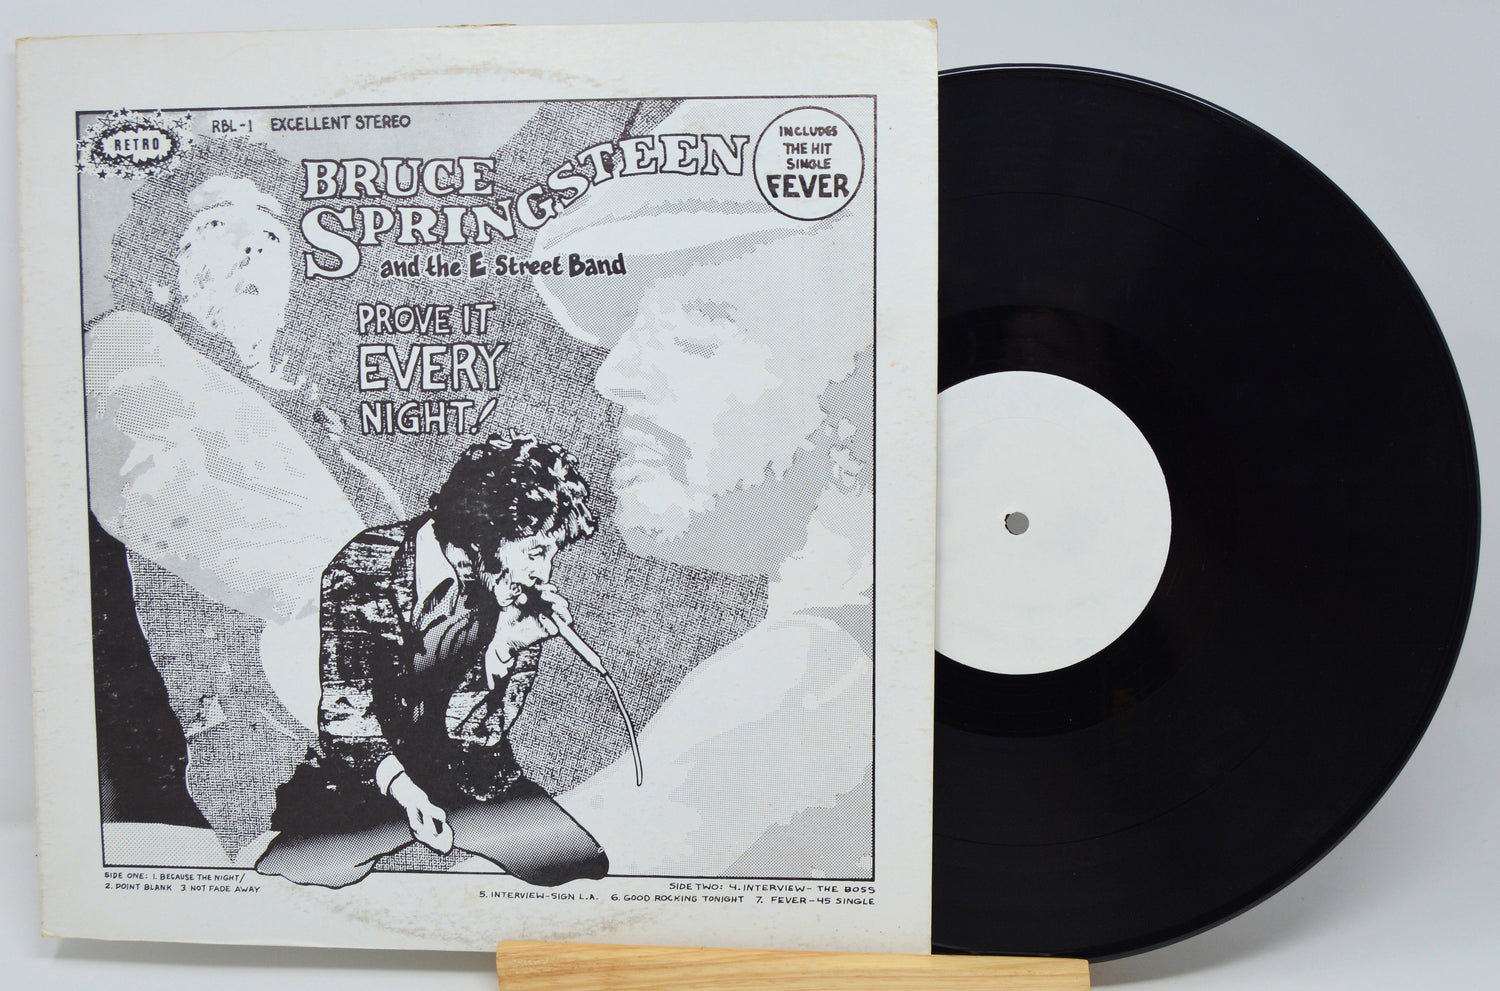 RETRO
RBL-1 EXCELLENT STEREO
INCLUDES
THE HIT
SINGLE
FEVER
BRUCE
SPRINGSTEEN
and the E Street Band
PROVE IT
EVERY
NIGHT!
SIDE ONE: 1. BECAUSE THE NIGHT/
2. POINT BLANK 3 NOT FADE AWAY
SIDE TWO: 4. INTERVIEW- THE BOSS
5. INTERVIEW-SIGN L.A. 6. GOOD ROCKING TONIGHT 7. FEVER-45 SINGLE